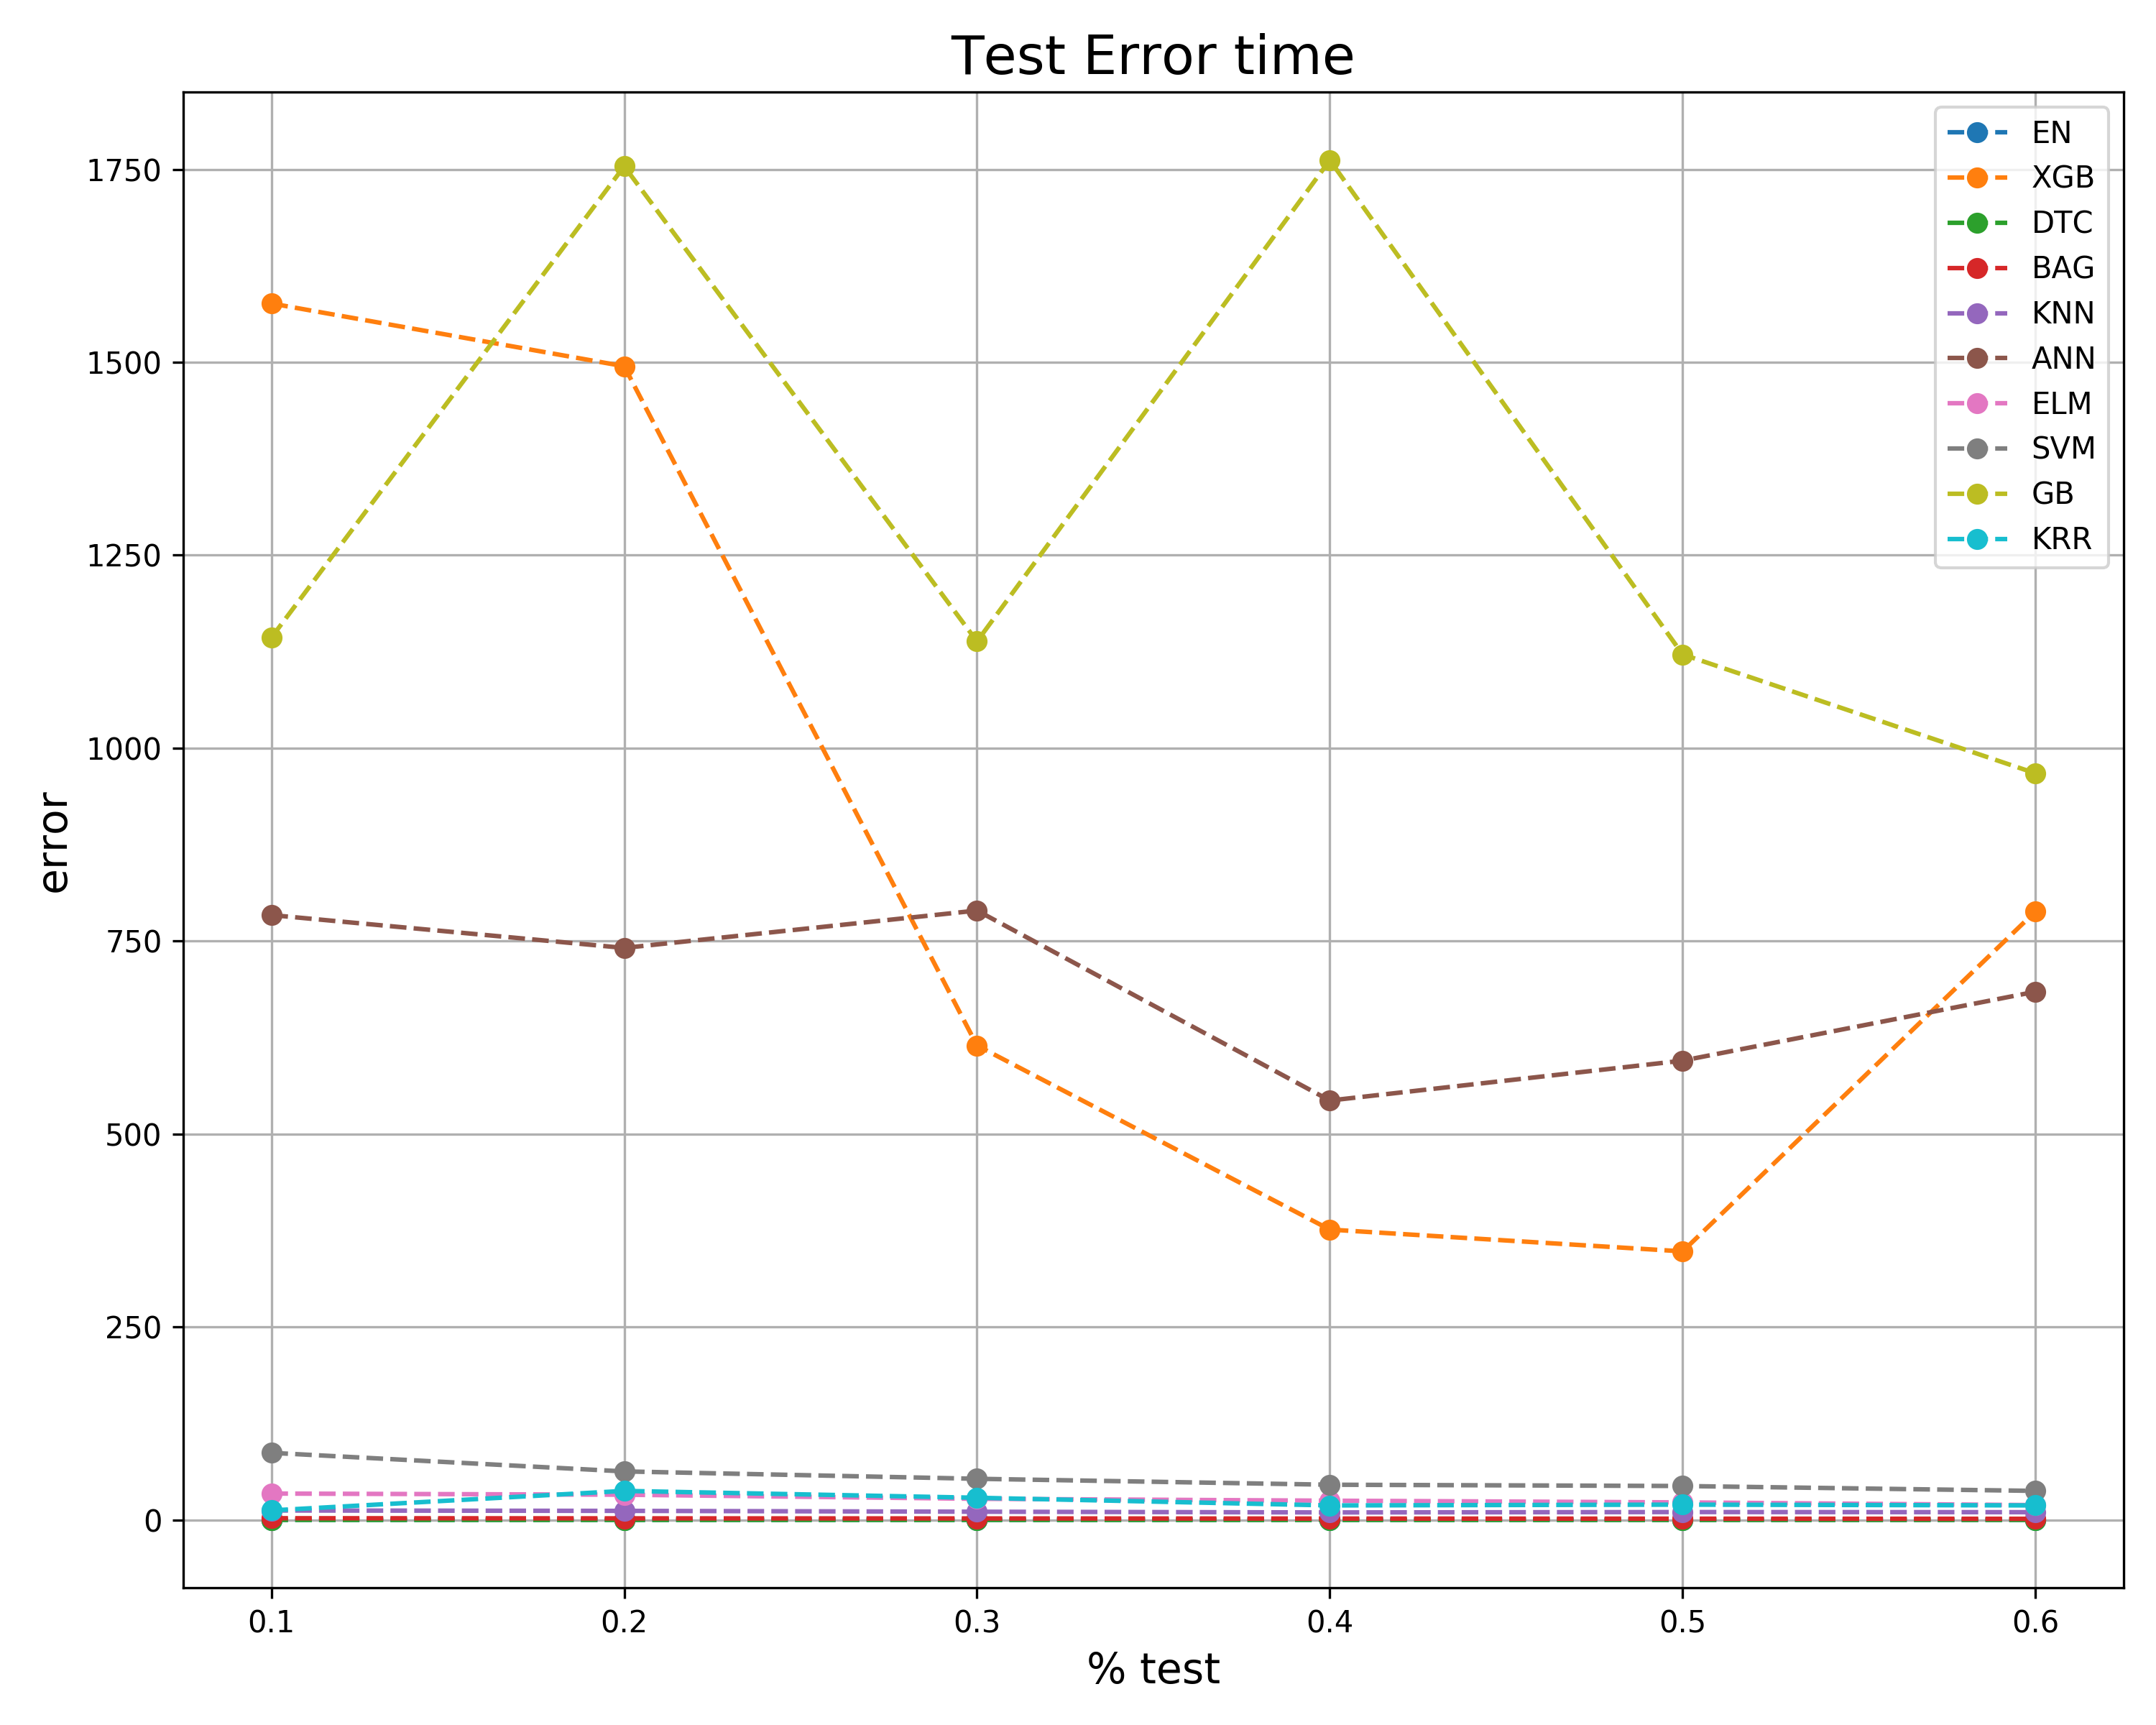 Test Error time
error
1750
1500
1250
1000
750
500
250
0
0.1 0.2 0.3 0.4 0.5 0.6
% test
EN
XGB
DTC
BAG
KNN
ANN
ELM
SVM
GB
KRR